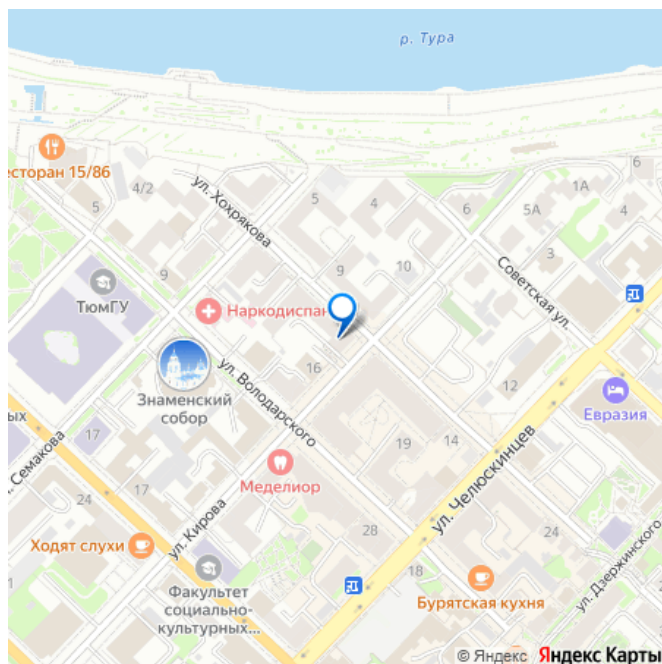 р. Тура
есторан 15/86
4/2
5
ул. Хохрякова
5
4
6
1А
6
5А
4
3
Советская ул.
9
9
10
ТюмГУ
Наркодиспан
16
12
Знаменский
собор
ул. Володарского
Евразия
ых
17
. Семакова
24
17
19
14
ул. Челюскинцев
Меделиор
ул. Кирова
28
24
Ходят слухи
18
Факультет
социально-
культурных...
Бурятская кухня
ул. Дзержинского
© Яндекс Яндекс Карты